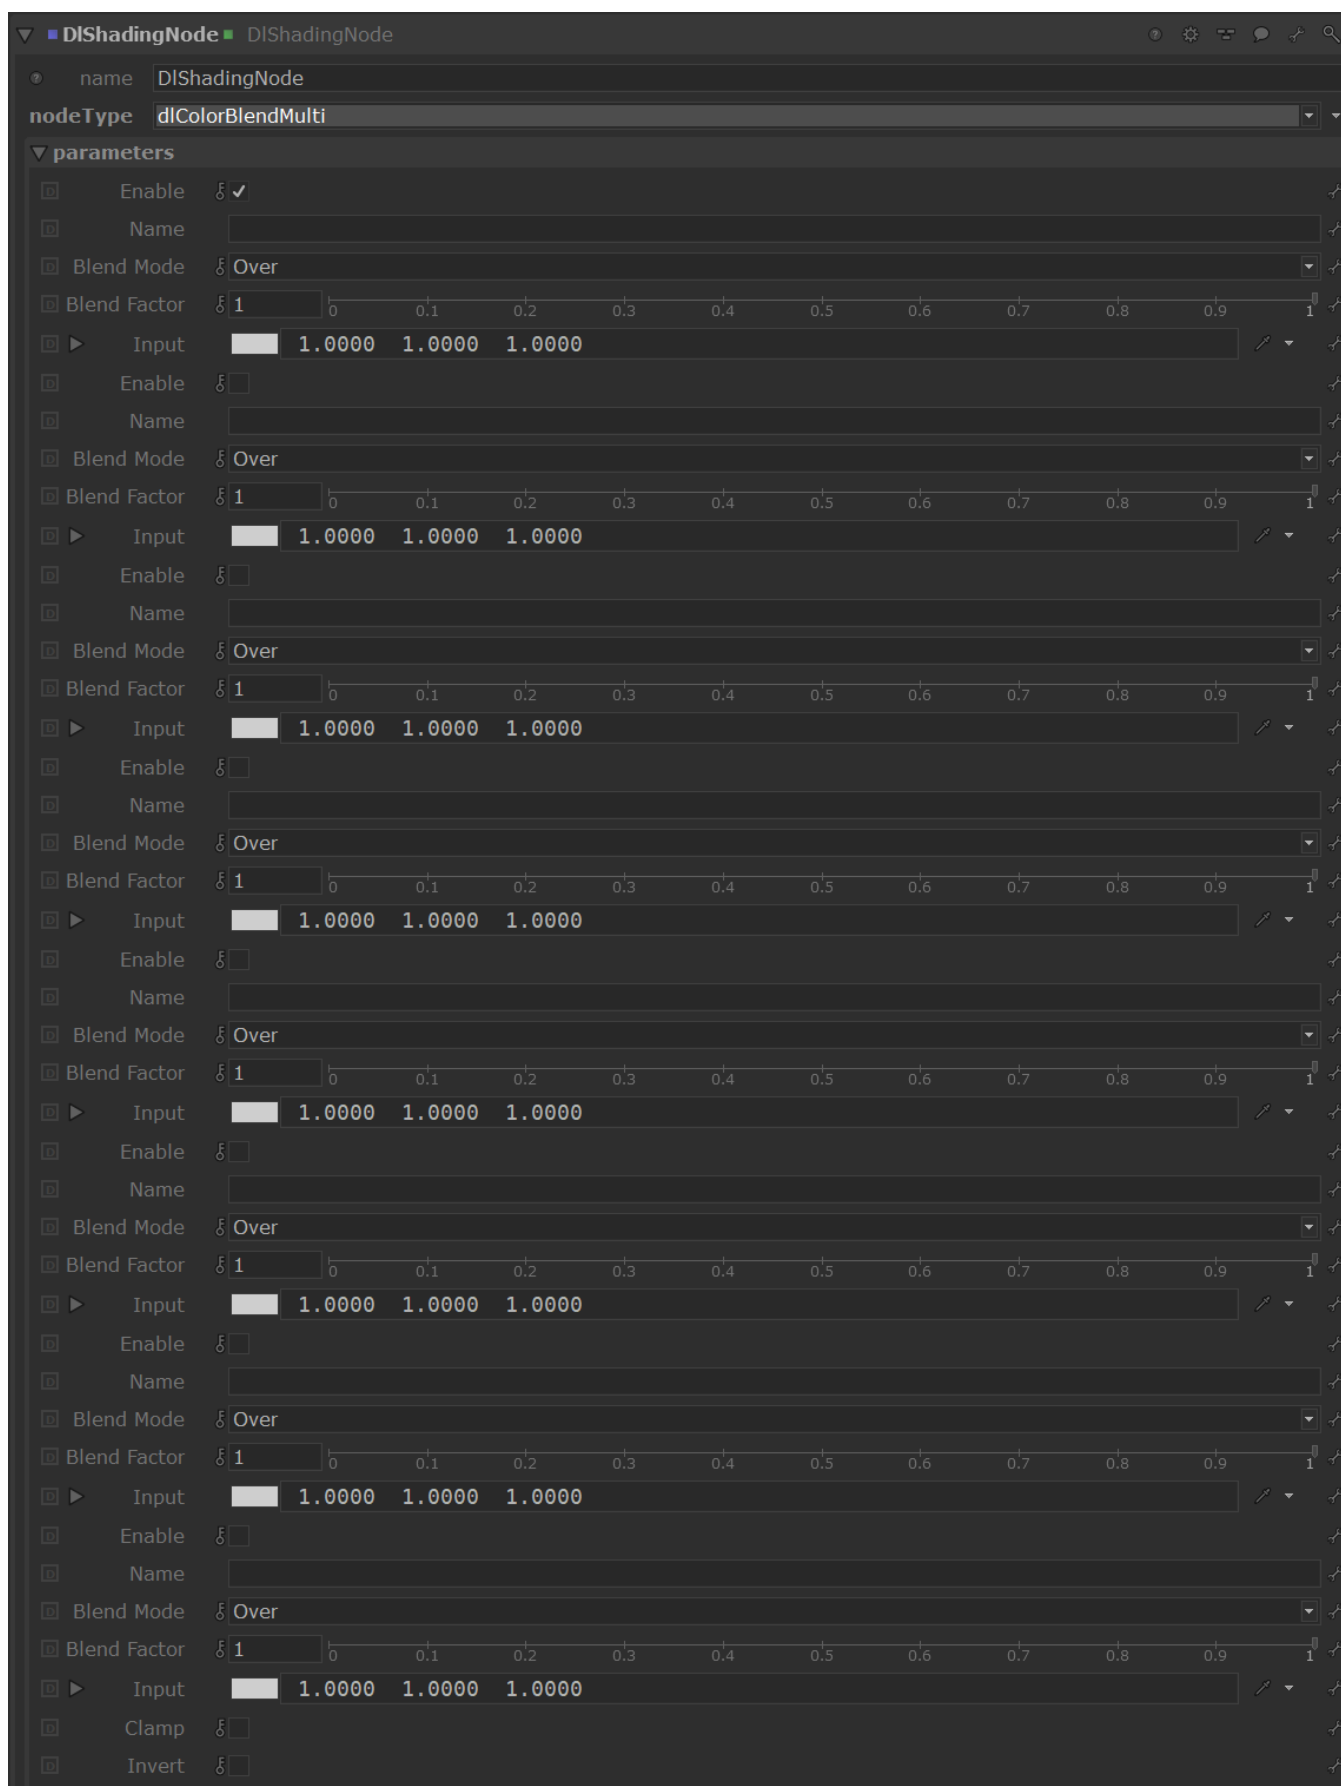 DlShadingNode DlShadingNode
name DlShadingNode
nodeType dlColorBlendMulti
parameters
Enable
Name
Blend Mode Over
Blend Factor 1 0 0.1 0.2 0.3 0.4 0.5 0.6 0.7 0.8 0.9 1
Input 1.0000 1.0000 1.0000
Enable
Name
Blend Mode Over
Blend Factor 1 0 0.1 0.2 0.3 0.4 0.5 0.6 0.7 0.8 0.9 1
Input 1.0000 1.0000 1.0000
Enable
Name
Blend Mode Over
Blend Factor 1 0 0.1 0.2 0.3 0.4 0.5 0.6 0.7 0.8 0.9 1
Input 1.0000 1.0000 1.0000
Enable
Name
Blend Mode Over
Blend Factor 1 0 0.1 0.2 0.3 0.4 0.5 0.6 0.7 0.8 0.9 1
Input 1.0000 1.0000 1.0000
Enable
Name
Blend Mode Over
Blend Factor 1 0 0.1 0.2 0.3 0.4 0.5 0.6 0.7 0.8 0.9 1
Input 1.0000 1.0000 1.0000
Enable
Name
Blend Mode Over
Blend Factor 1 0 0.1 0.2 0.3 0.4 0.5 0.6 0.7 0.8 0.9 1
Input 1.0000 1.0000 1.0000
Enable
Name
Blend Mode Over
Blend Factor 1 0 0.1 0.2 0.3 0.4 0.5 0.6 0.7 0.8 0.9 1
Input 1.0000 1.0000 1.0000
Enable
Name
Blend Mode Over
Blend Factor 1 0 0.1 0.2 0.3 0.4 0.5 0.6 0.7 0.8 0.9 1
Input 1.0000 1.0000 1.0000
Clamp
Invert